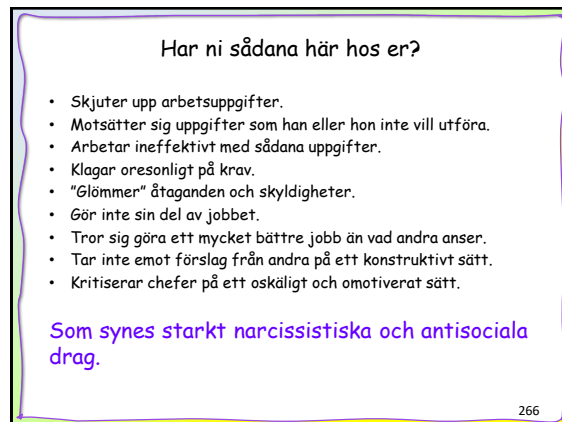 Har ni sådana här hos er?
• Skjuter upp arbetsuppgifter.
• Motsätter sig uppgifter som han eller hon inte vill utföra.
• Arbetar ineffektivt med sådana uppgifter.
• Klagar oresonligt på krav.
• ”Glömmer” åtaganden och skyldigheter.
• Gör inte sin del av jobbet.
• Tror sig göra ett mycket bättre jobb än vad andra anser.
• Tar inte emot förslag från andra på ett konstruktivt sätt.
• Kritiserar chefer på ett oskäligt och omotiverat sätt.
Som synes starkt narcissistiska och antisociala
drag.
266